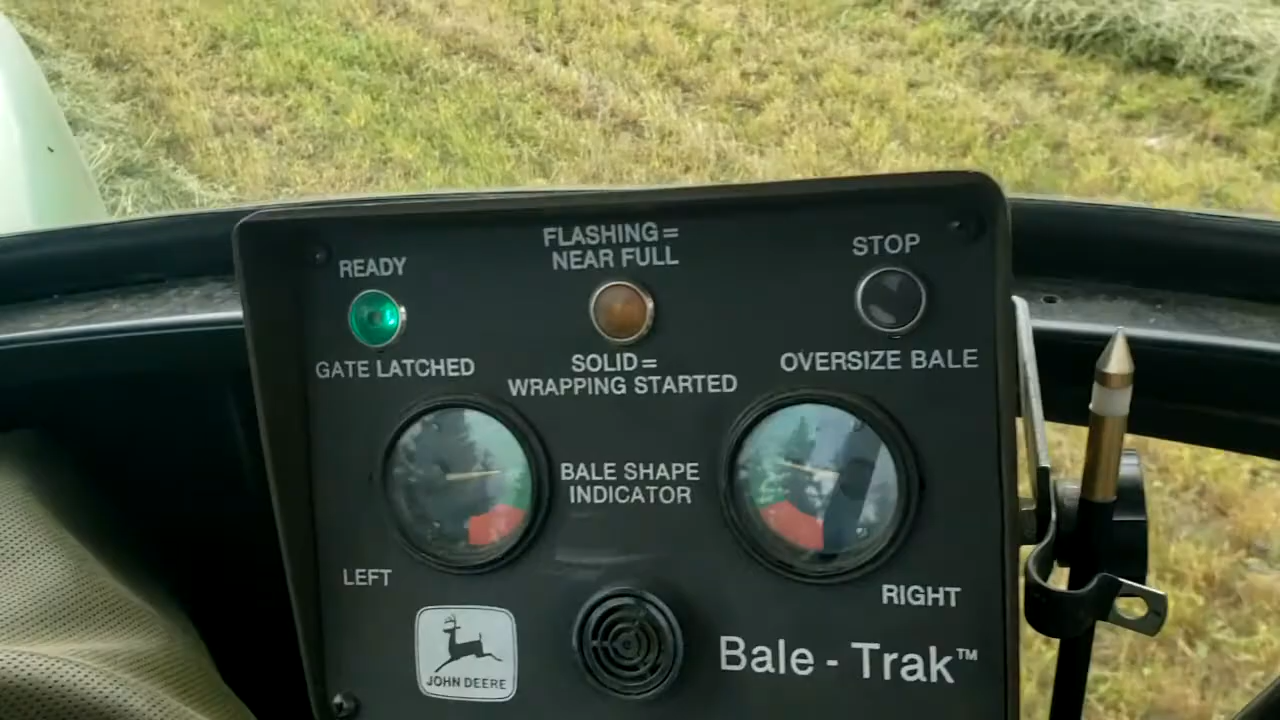 READY
GATE LATCHED
FLASHING=
NEAR FULL
SOLID=
WRAPPING STARTED
STOP
OVERSIZE BALE
BALE SHAPE
INDICATOR
LEFT
RIGHT
JOHN DEERE
Bale - Trak™